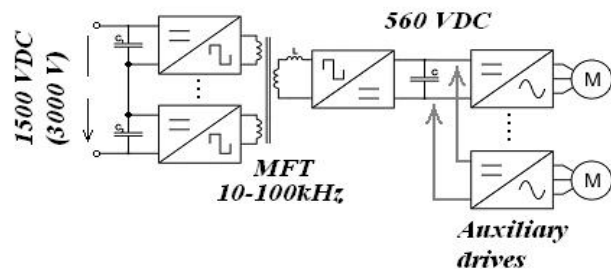 560 VDC
1500 VDC
(3000 V)
C
C
L
C
M
M
MFT
10-100kHz
Auxiliary
drives